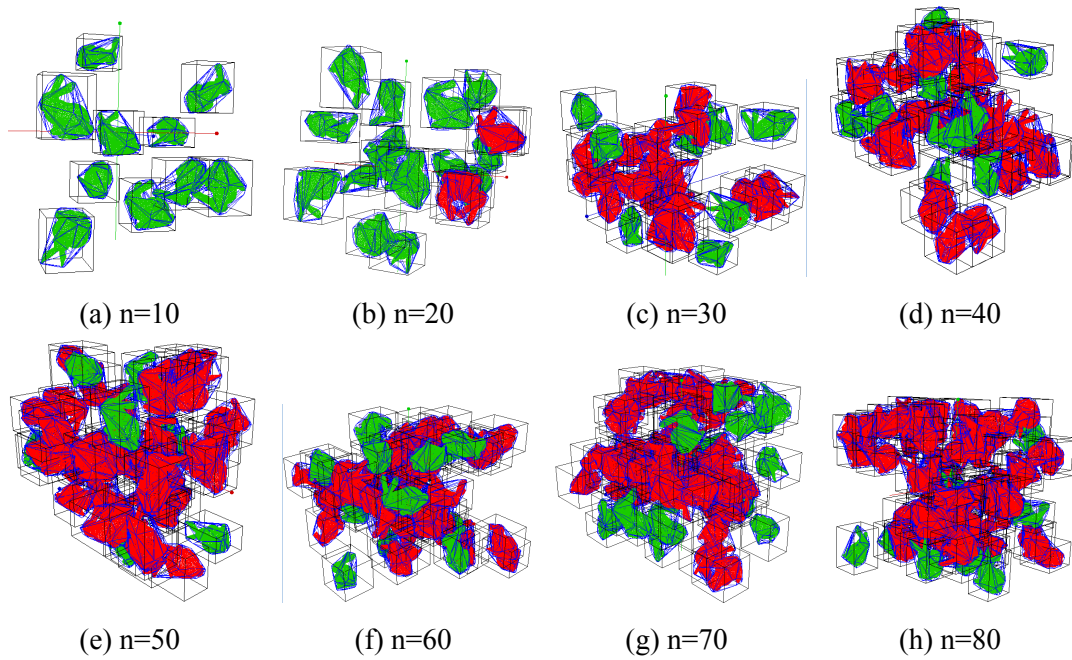 (a) n=10
(b) n=20
(c) n=30
(d) n=40
(e) n=50
(f) n=60
(g) n=70
(h) n=80